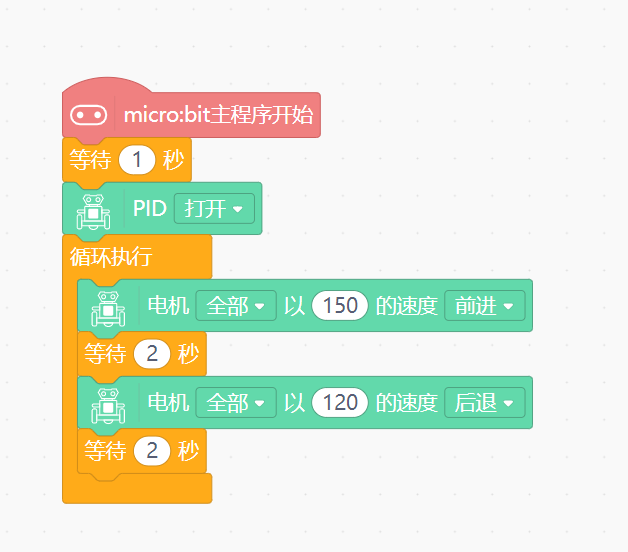 micro:bit主程序开始
等待 1 秒
PID 打开
循环执行
电机 全部 以 150 的速度 前进
等待 2 秒
电机 全部 以 120 的速度 后退
等待 2 秒